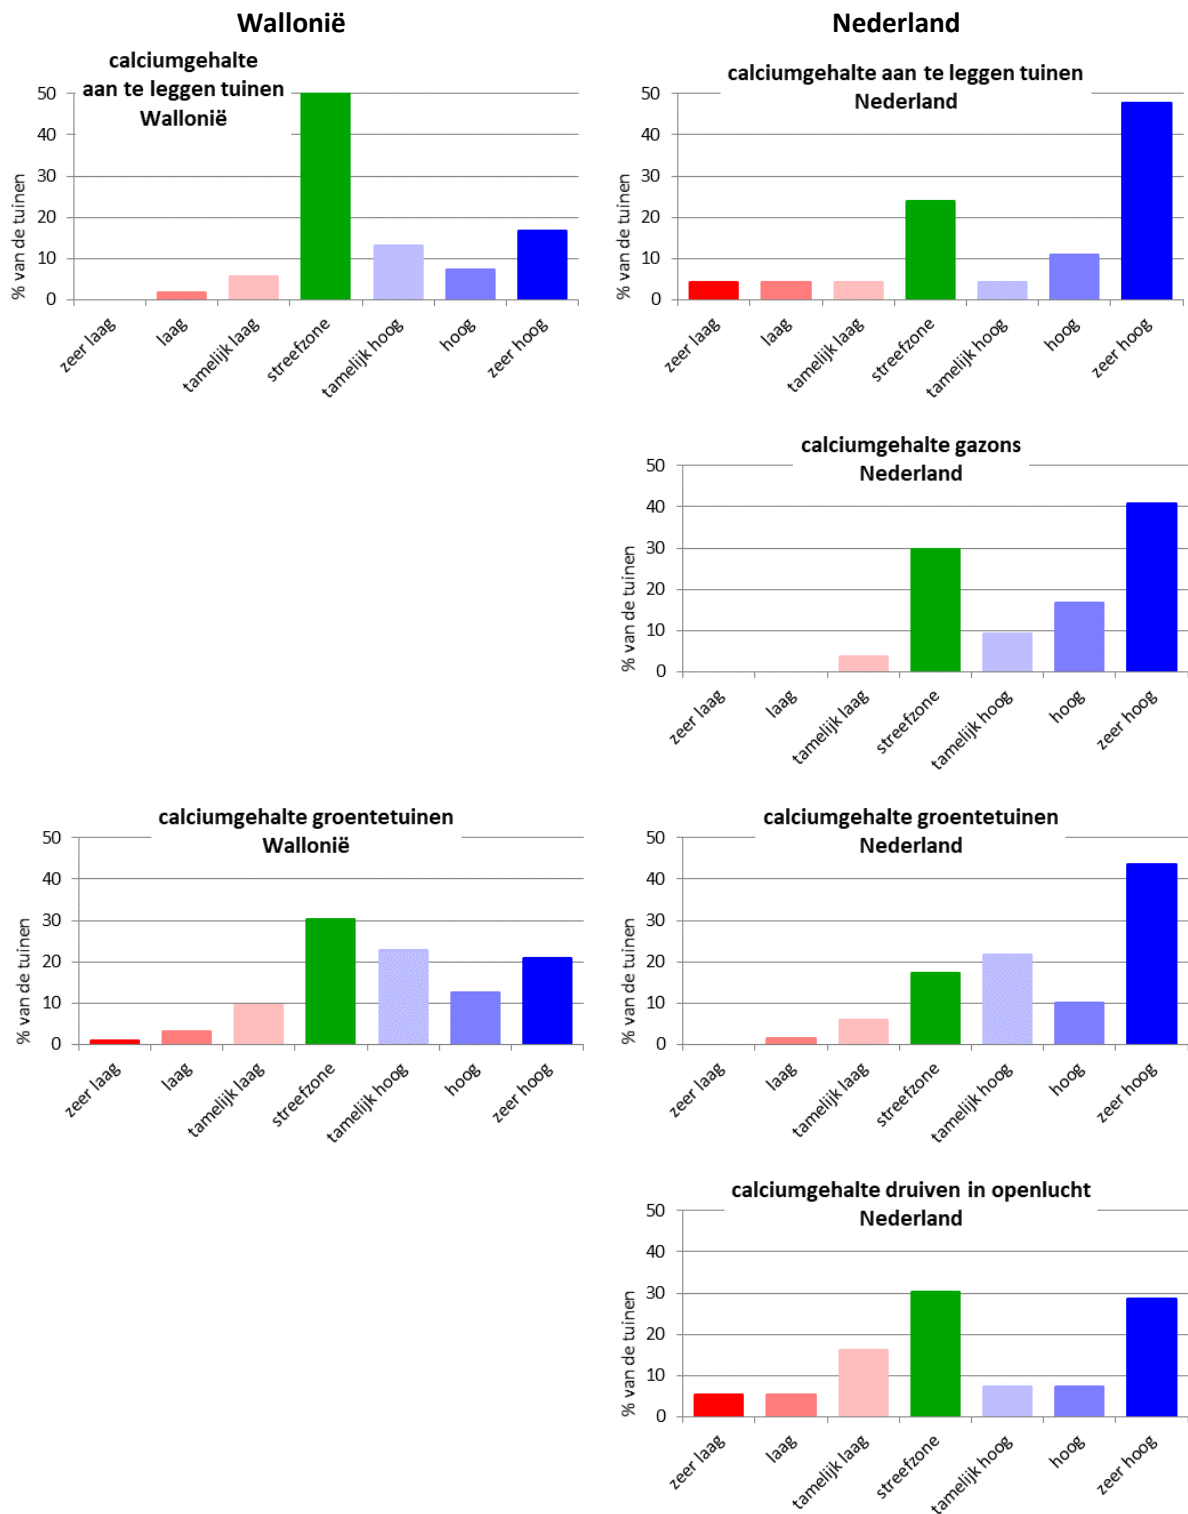 Wallonië
Nederland
calciumgehalte
aan te leggen tuinen
Wallonië
% van de tuinen
50
40
30
20
10
0
zeer laag
laag
tamelijk laag
streefzone
tamelijk hoog
hoog
zeer hoog
calciumgehalte aan te leggen tuinen
Nederland
% van de tuinen
50
40
30
20
10
0
zeer laag
laag
tamelijk laag
streefzone
tamelijk hoog
hoog
zeer hoog
calciumgehalte gazons
Nederland
% van de tuinen
50
40
30
20
10
0
zeer laag
laag
tamelijk laag
streefzone
tamelijk hoog
hoog
zeer hoog
calciumgehalte groentetuinen
Wallonië
% van de tuinen
50
40
30
20
10
0
zeer laag
laag
tamelijk laag
streefzone
tamelijk hoog
hoog
zeer hoog
calciumgehalte groentetuinen
Nederland
% van de tuinen
50
40
30
20
10
0
zeer laag
laag
tamelijk laag
streefzone
tamelijk hoog
hoog
zeer hoog
calciumgehalte druiven in openlucht
Nederland
% van de tuinen
50
40
30
20
10
0
zeer laag
laag
tamelijk laag
streefzone
tamelijk hoog
hoog
zeer hoog